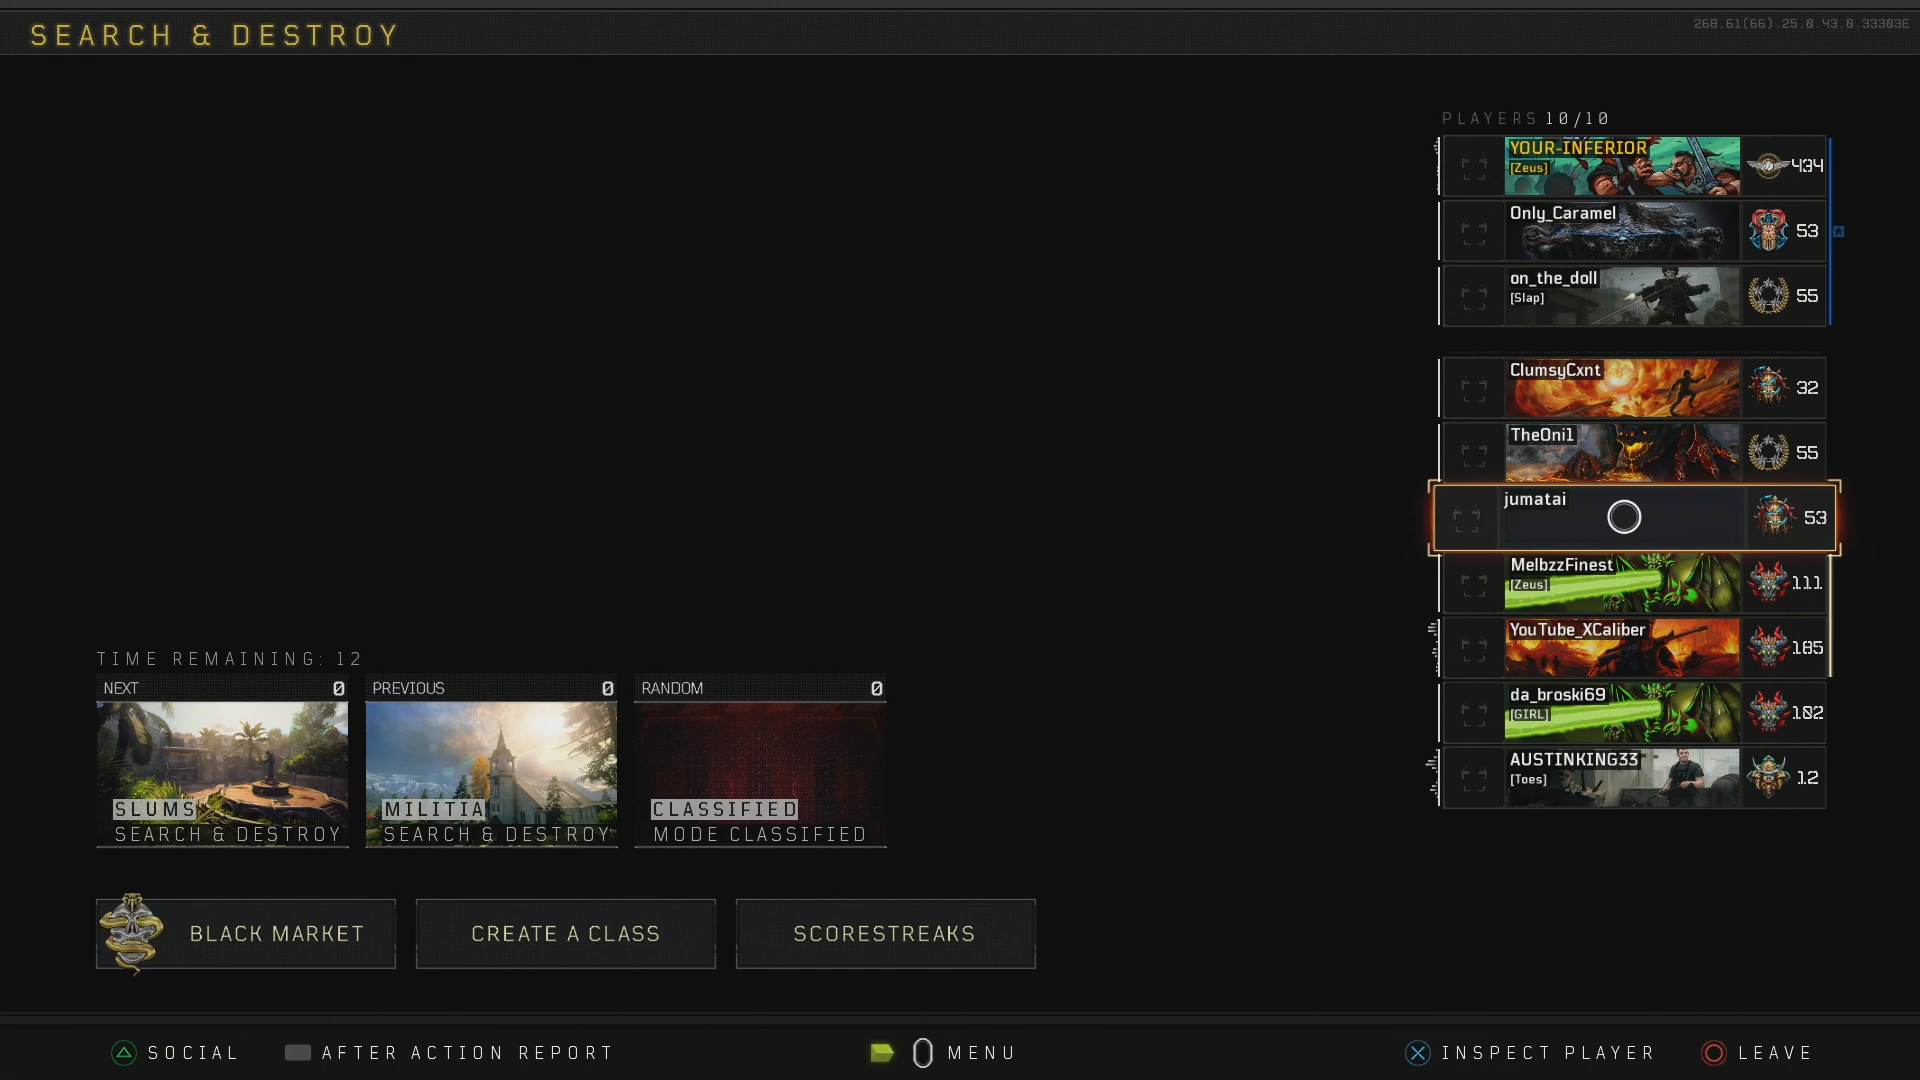 SEARCH & DESTROY
268.61(66).25.0.43.0.33303E
PLAYERS 10/10
YOUR-INFERIOR
[Zeus]
434
Only_Caramel
53
on_the_doll
[Slap]
55
ClumsyCxnt
32
TheOni1
55
jumatai
53
MelbzzFinest
[Zeus]
111
YouTube_XCaliber
185
da_broski69
[GIRL]
102
AUSTINKING33
[Toes]
12
TIME REMAINING: 12
NEXT 0
SLUMS
SEARCH & DESTROY
PREVIOUS 0
MILITIA
SEARCH & DESTROY
RANDOM 0
CLASSIFIED
MODE CLASSIFIED
BLACK MARKET
CREATE A CLASS
SCORESTREAKS
SOCIAL
AFTER ACTION REPORT
MENU
INSPECT PLAYER
LEAVE